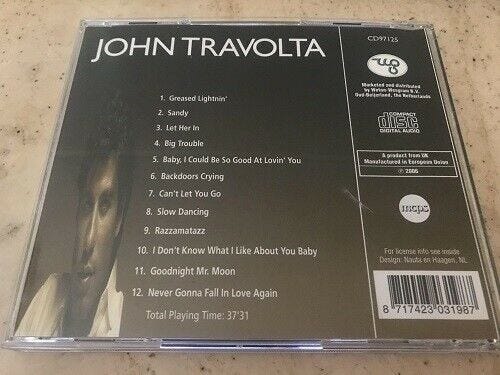 JOHN TRAVOLTA
1. Greased Lightnin'
2. Sandy
3. Let Her In
4. Big Trouble
5. Baby, I Could Be So Good At Lovin' You
6. Backdoors Crying
7. Can't Let You Go
8. Slow Dancing
9. Razzamatazz
10. I Don't Know What I Like About You Baby
11. Goodnight Mr. Moon
12. Never Gonna Fall In Love Again
Total Playing Time: 37'31
CD97125
Marketed and distributed
by Weton-Wesgram B.V.
Oud-Beijerland, the Netherlands
COMPACT
disc
DIGITAL AUDIO
A product from UK
Manufactured in European Union
℗ 2006
mcps
For license info see inside
Design: Nauta en Haagen, NL
8 717423 031987